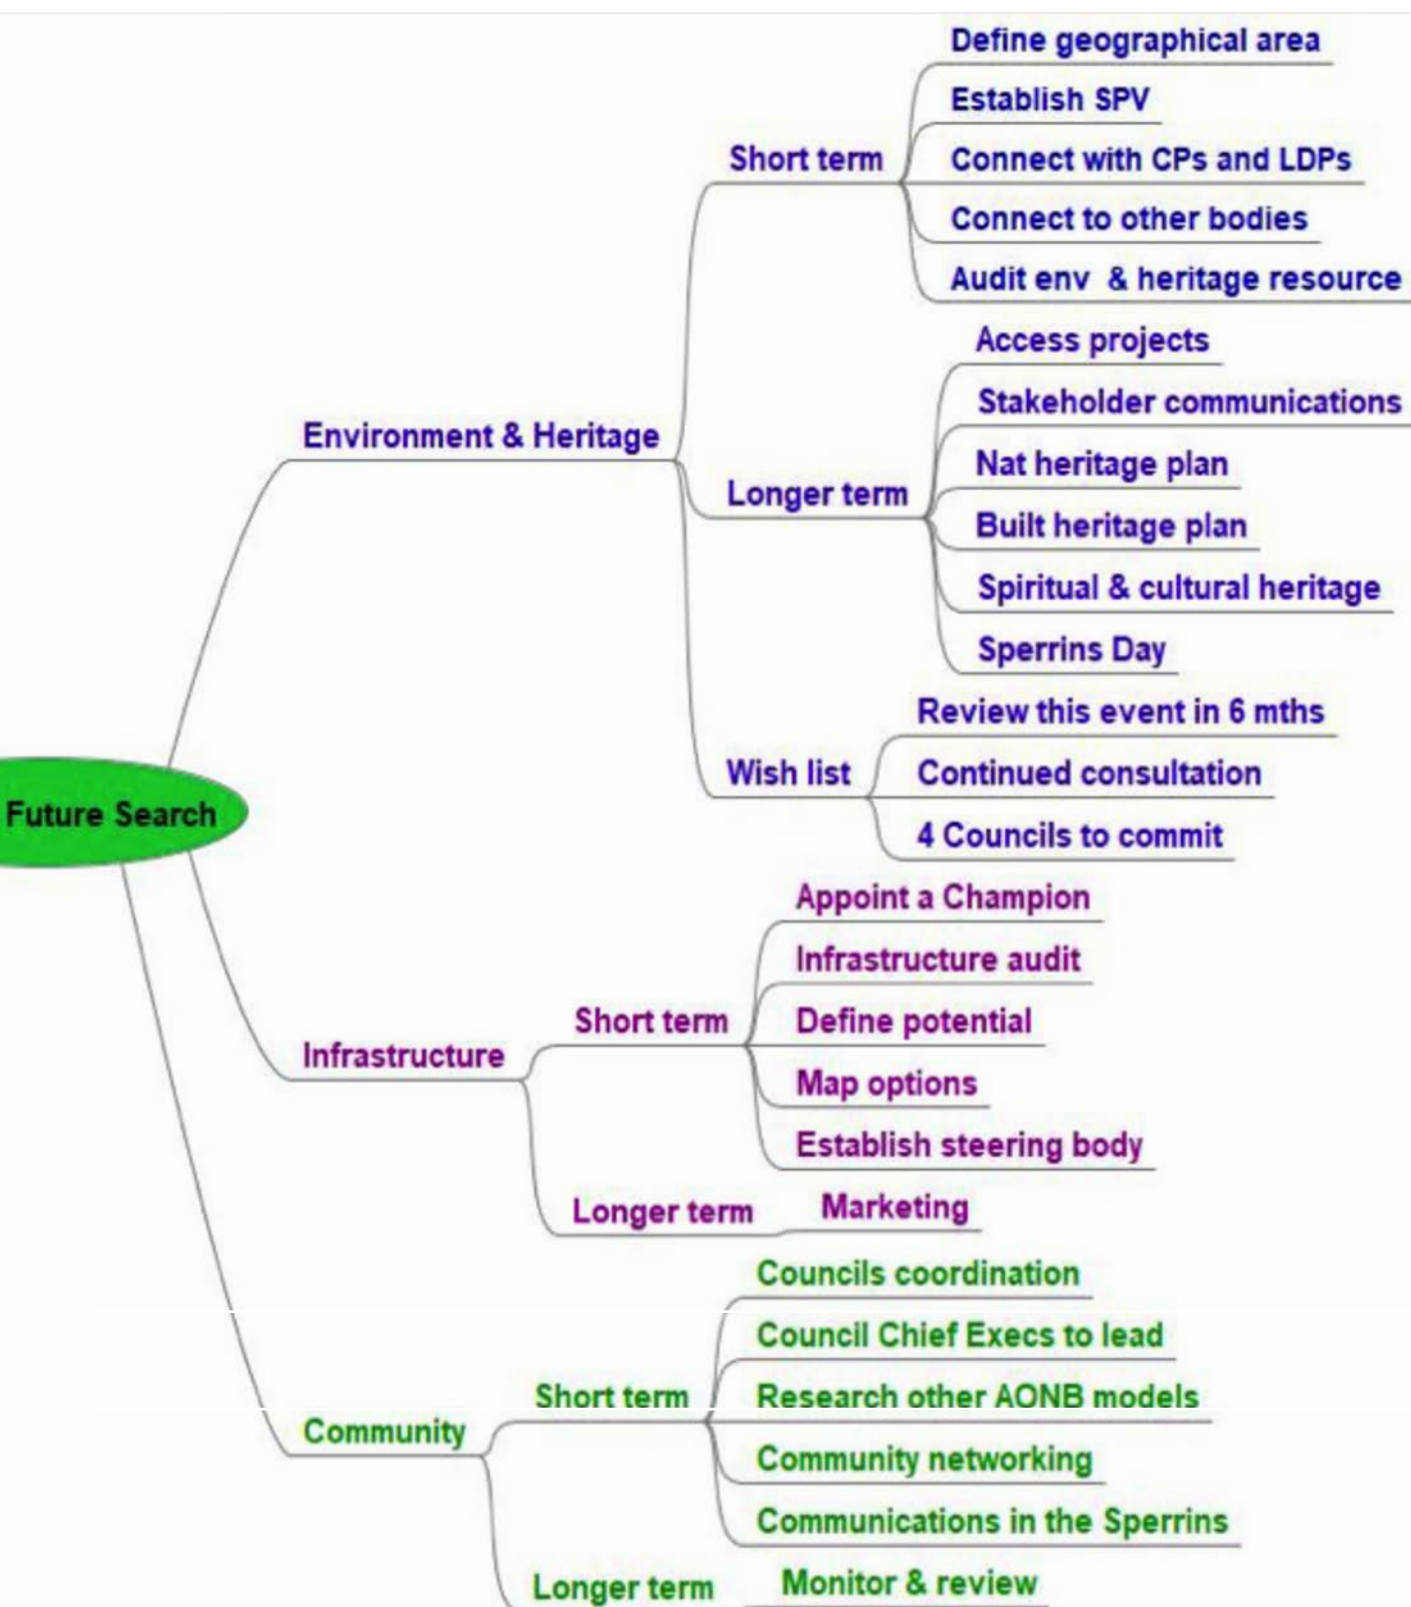 Future Search
Environment & Heritage
Short term
Define geographical area
Establish SPV
Connect with CPs and LDPs
Connect to other bodies
Audit env  & heritage resource
Longer term
Access projects
Stakeholder communications
Nat heritage plan
Built heritage plan
Spiritual & cultural heritage
Sperrins Day
Wish list
Review this event in 6 mths
Continued consultation
4 Councils to commit
Infrastructure
Short term
Appoint a Champion
Infrastructure audit
Define potential
Map options
Establish steering body
Longer term
Marketing
Community
Short term
Councils coordination
Council Chief Execs to lead
Research other AONB models
Community networking
Communications in the Sperrins
Longer term
Monitor & review